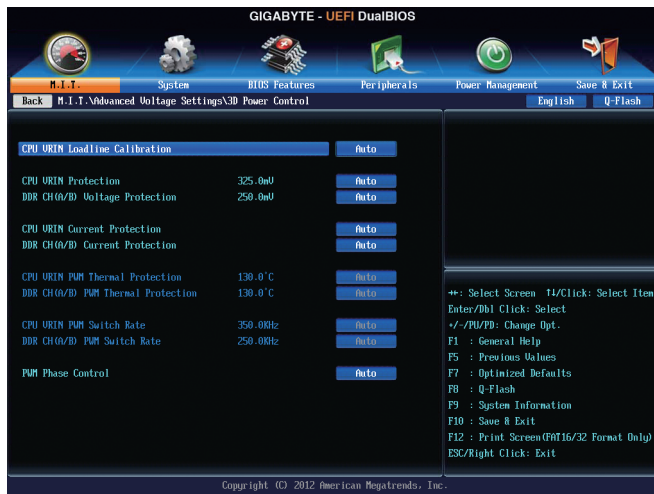 GIGABYTE - UEFI DualBIOS
M.I.T. System BIOS Features Peripherals Power Management Save & Exit
Back M.I.T.\Advanced Voltage Settings\3D Power Control English Q-Flash
CPU VRIN Loadline Calibration Auto
CPU VRIN Protection 325.0mV Auto
DDR CH(A/B) Voltage Protection 250.0mV Auto
CPU VRIN Current Protection Auto
DDR CH(A/B) Current Protection Auto
CPU VRIN PWM Thermal Protection 130.0°C Auto
DDR CH(A/B) PWM Thermal Protection 130.0°C Auto
CPU VRIN PWM Switch Rate 350.0KHz Auto
DDR CH(A/B) PWM Switch Rate 250.0KHz Auto
PWM Phase Control Auto
→←: Select Screen ↑↓/Click: Select Item
Enter/Dbl Click: Select
+/-/PU/PD: Change Opt.
F1 : General Help
F5 : Previous Values
F7 : Optimized Defaults
F8 : Q-Flash
F9 : System Information
F10 : Save & Exit
F12 : Print Screen(FAT16/32 Format Only)
ESC/Right Click: Exit
Copyright (C) 2012 American Megatrends, Inc.